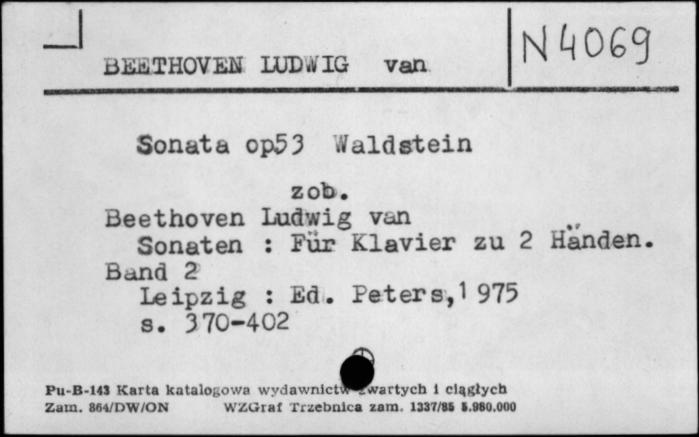 N 4069
BEETHOVEN LUDWIG van
Sonata op53 Waldstein
zob.
Beethoven Ludwig van
Sonaten : Für Klavier zu 2 Händen.
Band 2
Leipzig : Ed. Peters,1975
s. 370-402
Pu-B-143 Karta katalogowa wydawnictw zwartych i ciągłych
Zam. 864/DW/ON WZGraf Trzebnica zam. 1337/85 5.980.000